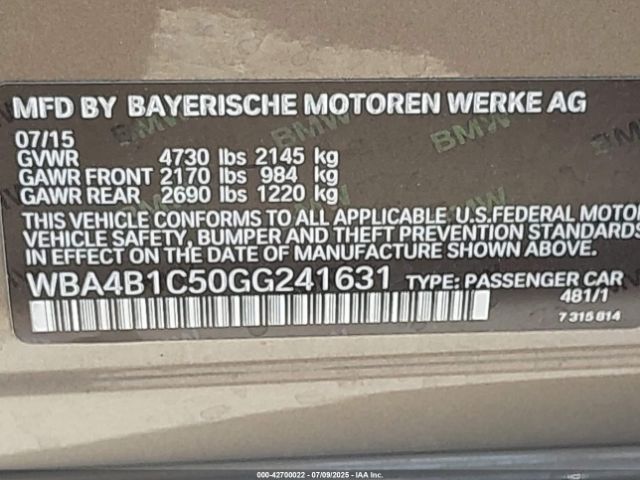 MFD BY BAYERISCHE MOTOREN WERKE AG
07/15
GVWR 4730 lbs 2145 kg
GAWR FRONT 2170 lbs 984 kg
GAWR REAR 2690 lbs 1220 kg
THIS VEHICLE CONFORMS TO ALL APPLICABLE U.S.FEDERAL MOTOR
VEHICLE SAFETY, BUMPER, AND THEFT PREVENTION STANDARDS
IN EFFECT ON THE DATE OF MANUFACTURE SHOWN ABOVE.
WBA4B1C50GG241631 TYPE: PASSENGER CAR
481/1
7 315 814
BMW
BMW
BMW
000-42700022 / 07/09/2025 / IAA Inc.